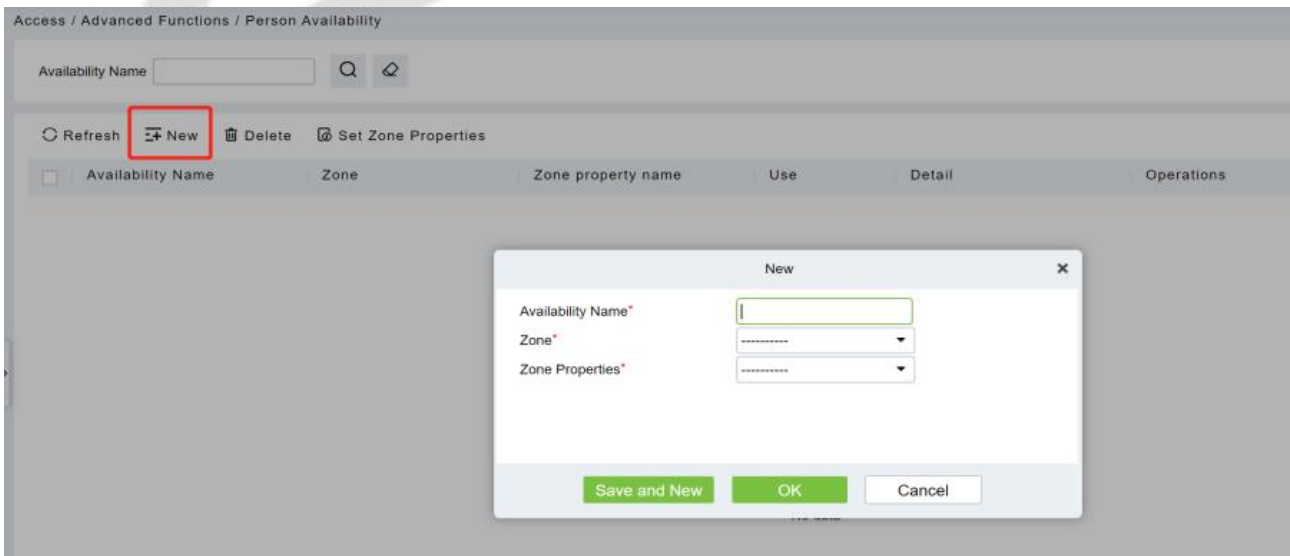 Access / Advanced Functions / Person Availability
Availability Name
Refresh New Delete Set Zone Properties
Availability Name Zone Zone property name Use Detail Operations
New
Availability Name*
Zone* ----------
Zone Properties* ----------
Save and New OK Cancel